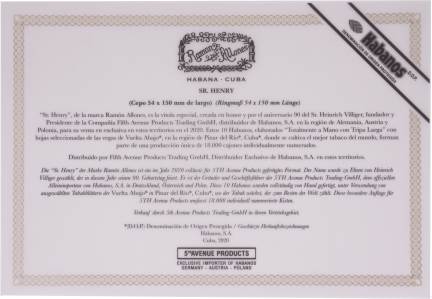 Ramon Allones
HABANA · CUBA
SR. HENRY
(Cepo 54 x 150 mm de largo) (Ringmaß 54 x 150 mm Länge)
"Sr. Henry", de la marca Ramón Allones, es la vitola especial, creada en honor y por el aniversario 90 del Sr. Heinrich Villiger, fundador y
Presidente de la Compañía Fifth Avenue Products Trading GmbH, distribuidor de Habanos, S.A. en la región de Alemania, Austria y
Polonia, para su venta en exclusiva en estos territorios en el 2020. Estos 10 Habanos, elaborados "Totalmente a Mano con Tripa Larga" con
hojas seleccionadas de las vegas de Vuelta Abajo*, en la región de Pinar del Río*, Cuba*, donde se cultiva el mejor tabaco del mundo, forman
parte de una producción única de 18.000 cajones individualmente numerados.
Distribuido por Fifth Avenue Products Trading GmbH, Distribuidor Exclusivo de Habanos, S.A. en estos territorios.
Die "Sr. Henry" der Marke Ramón Allones ist ein im Jahr 2020 exklusiv für 5TH Avenue Products gefertigtes Format. Der Name wurde zu Ehren von Heinrich
Villiger gewählt, der in diesem Jahr seinen 90. Geburtstag feiert. Er ist der Gründer und Geschäftsführer der 5TH Avenue Products Trading GmbH, dem offiziellen
Alleinimporteur von Habanos, S.A. in Deutschland, Österreich und Polen. Diese 10 Habanos wurden vollständig von Hand gefertigt, unter Verwendung von
ausgewählten Tabakblättern der Vuelta Abajo* in Pinar del Río*, Cuba*, wo der Tabak wächst, der zum Besten der Welt zählt. Diese besondere Auflage für
5TH Avenue Products umfasst 18.000 individuell nummerierte Kisten.
Verkauf durch 5th Avenue Products Trading GmbH in ihrem Vertriebsgebiet.
*(D.O.P.) Denominación de Origen Protegida / Geschützte Herkunftsbezeichnungen
Habanos, S.A.
Cuba, 2020
5TH AVENUE PRODUCTS
EXCLUSIVE IMPORTER OF HABANOS
GERMANY - AUSTRIA - POLAND
Habanos D.O.P.
DENOMINACIÓN DE ORIGEN PROTEGIDA